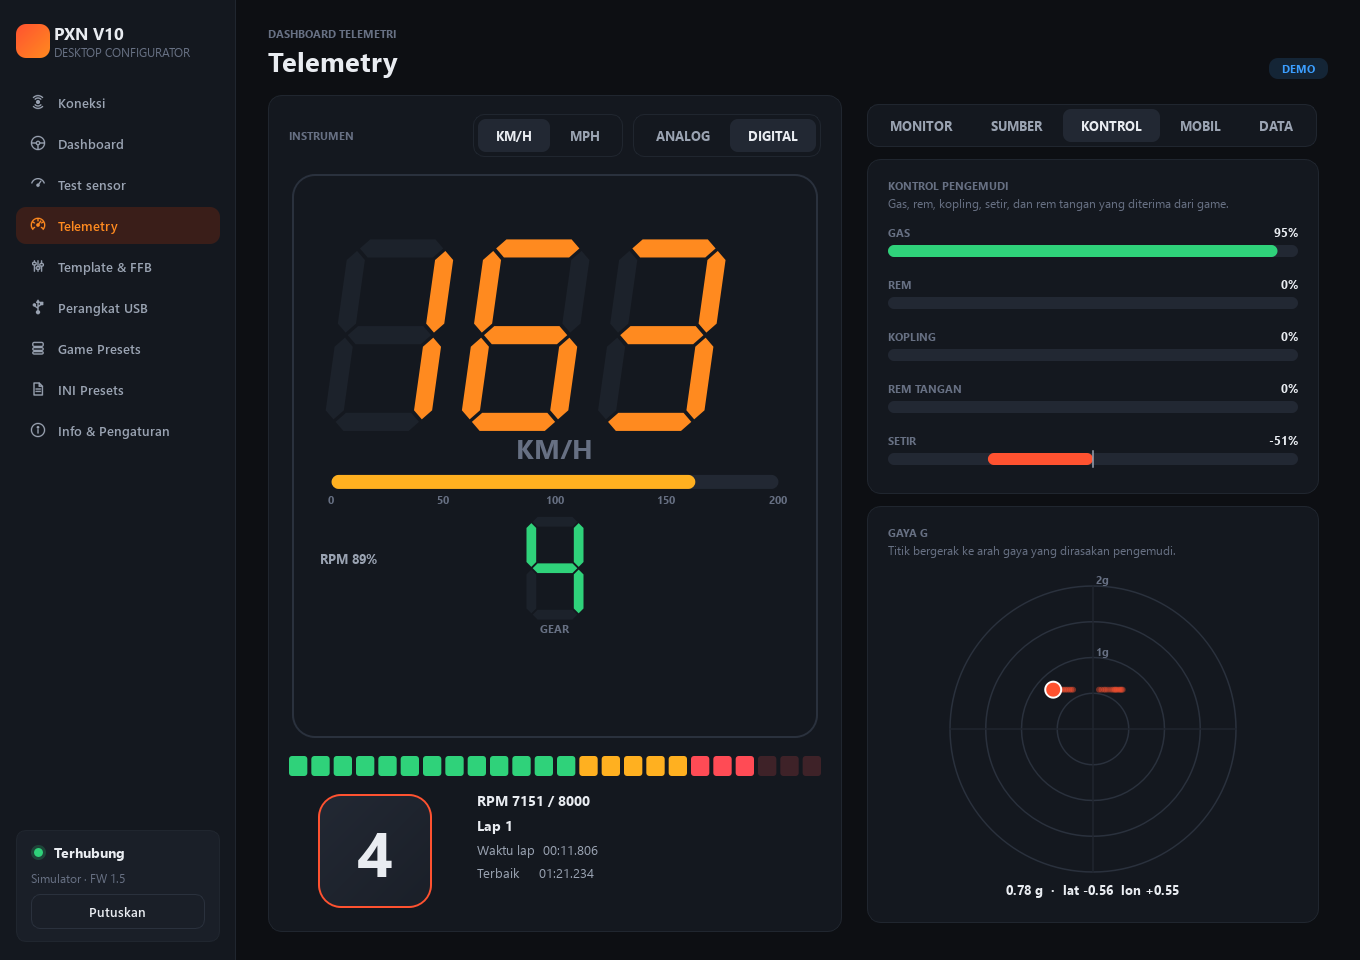 PXN V10
DESKTOP CONFIGURATOR
Koneksi
Dashboard
Test sensor
Telemetry
Template & FFB
Perangkat USB
Game Presets
INI Presets
Info & Pengaturan
Terhubung
Simulator · FW 1.5
Putuskan
DASHBOARD TELEMETRI
Telemetry
DEMO
INSTRUMEN
KM/H MPH
ANALOG DIGITAL
163
KM/H
0 50 100 150 200
RPM 89%
4
GEAR
4
RPM 7151 / 8000
Lap 1
Waktu lap 00:11.806
Terbaik 01:21.234
MONITOR SUMBER KONTROL MOBIL DATA
KONTROL PENGEMUDI
Gas, rem, kopling, setir, dan rem tangan yang diterima dari game.
GAS 95%
REM 0%
KOPLING 0%
REM TANGAN 0%
SETIR -51%
GAYA G
Titik bergerak ke arah gaya yang dirasakan pengemudi.
2g
1g
0.78 g · lat -0.56 lon +0.55